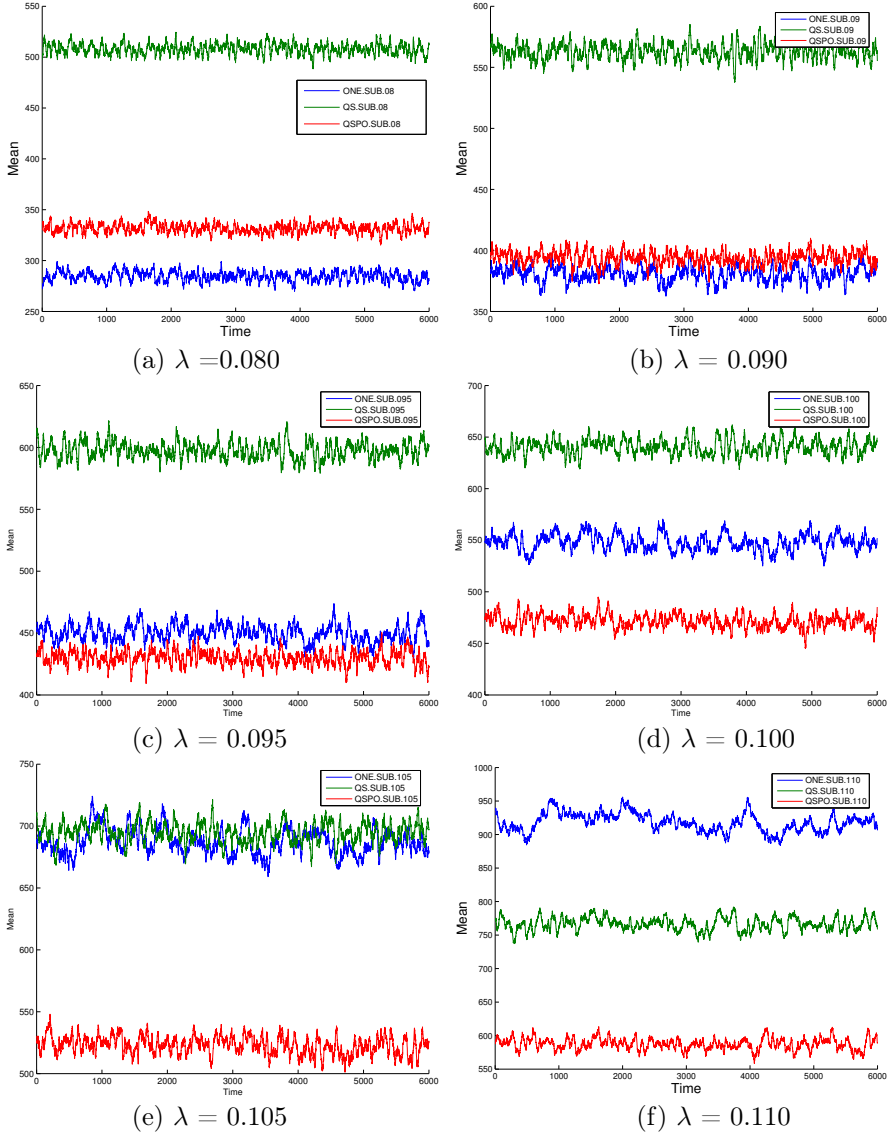 550
500
450
400
350
300
250
Mean
0
1000
2000
3000
4000
5000
6000
Time
ONE.SUB.08
QS.SUB.08
QSPO.SUB.08
(a) λ =0.080
600
550
500
450
400
350
Mean
0
1000
2000
3000
4000
5000
6000
Time
ONE.SUB.09
QS.SUB.09
QSPO.SUB.09
(b) λ = 0.090
650
600
550
500
450
400
Mean
0
1000
2000
3000
4000
5000
6000
Time
ONE.SUB.095
QS.SUB.095
QSPO.SUB.095
(c) λ = 0.095
700
650
600
550
500
450
400
Mean
0
1000
2000
3000
4000
5000
6000
Time
ONE.SUB.100
QS.SUB.100
QSPO.SUB.100
(d) λ = 0.100
750
700
650
600
550
500
Mean
0
1000
2000
3000
4000
5000
6000
Time
ONE.SUB.105
QS.SUB.105
QSPO.SUB.105
(e) λ = 0.105
1000
950
900
850
800
750
700
650
600
550
Mean
0
1000
2000
3000
4000
5000
6000
Time
ONE.SUB.110
QS.SUB.110
QSPO.SUB.110
(f) λ = 0.110